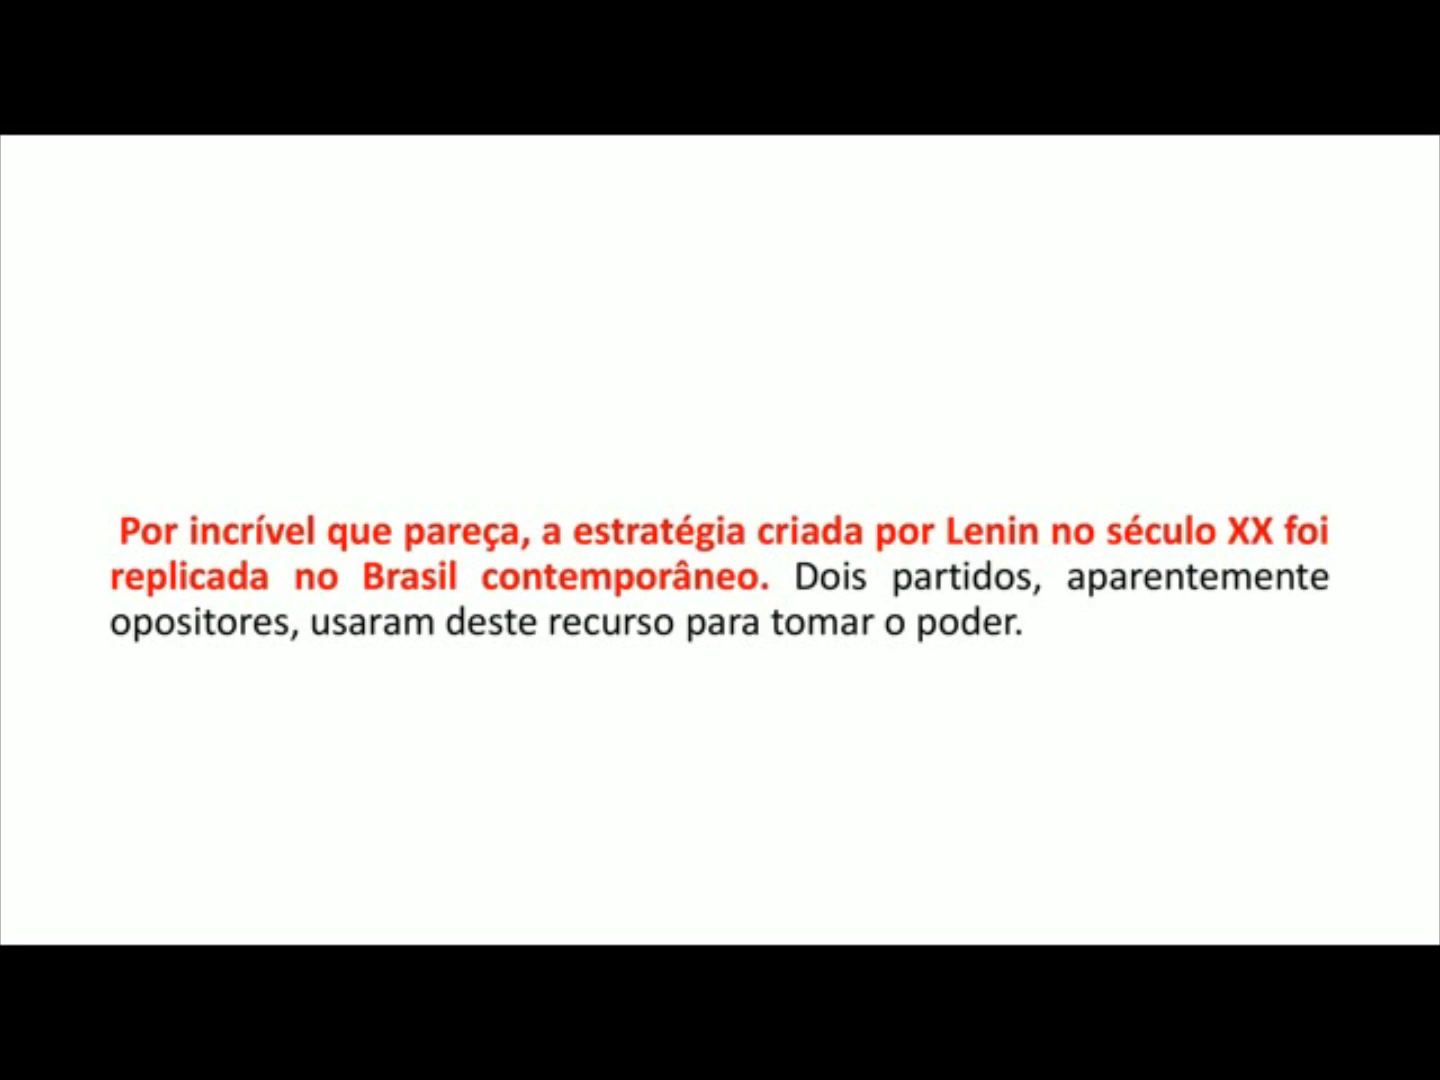 Por incrível que pareça, a estratégia criada por Lenin no século XX foi
replicada no Brasil contemporâneo. Dois partidos, aparentemente
opositores, usaram deste recurso para tomar o poder.